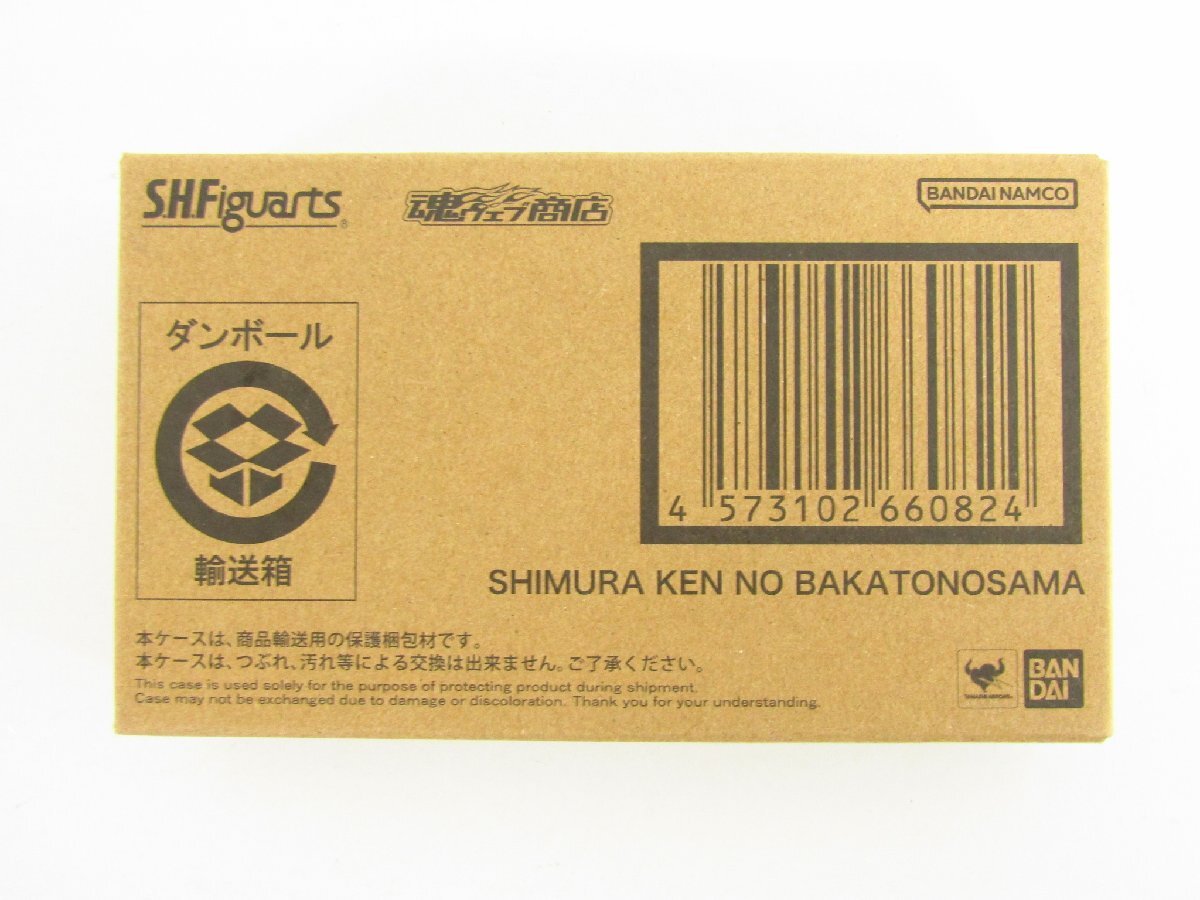 S.H.Figuarts®
魂ウェブ商店
BANDAI NAMCO
ダンボール
輸送箱
4 573102 660824
SHIMURA KEN NO BAKATONOSAMA
本ケースは、商品輸送用の保護梱包材です。
本ケースは、つぶれ、汚れ等による交換は出来ません。ご了承ください。
This case is used solely for the purpose of protecting product during shipment.
Case may not be exchanged due to damage or discoloration. Thank you for your understanding.
BAN
DAI